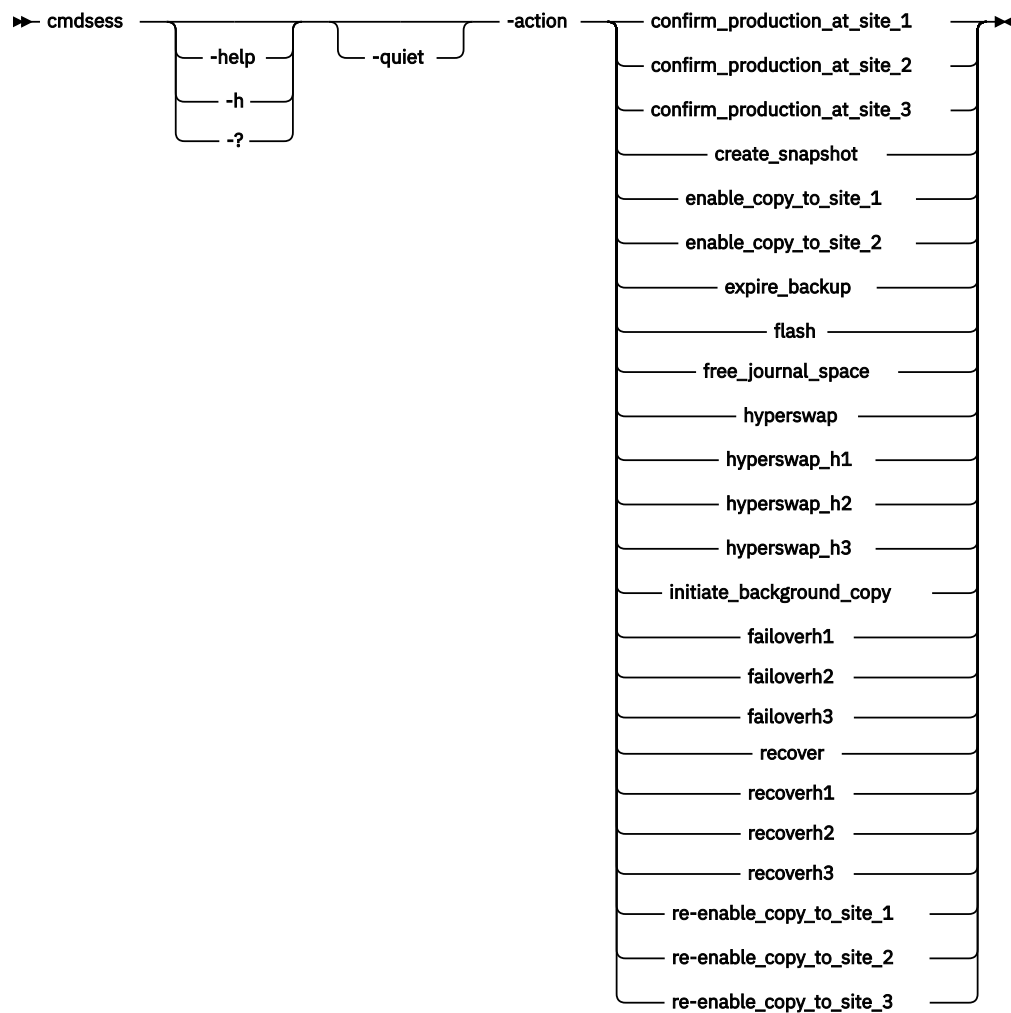 cmdsess -action confirm_production_at_site_1
-help -quiet confirm_production_at_site_2
-h confirm_production_at_site_3
-?
create_snapshot
enable_copy_to_site_1
enable_copy_to_site_2
expire_backup
flash
free_journal_space
hyperswap
hyperswap_h1
hyperswap_h2
hyperswap_h3
initiate_background_copy
failoverh1
failoverh2
failoverh3
recover
recoverh1
recoverh2
recoverh3
re-enable_copy_to_site_1
re-enable_copy_to_site_2
re-enable_copy_to_site_3